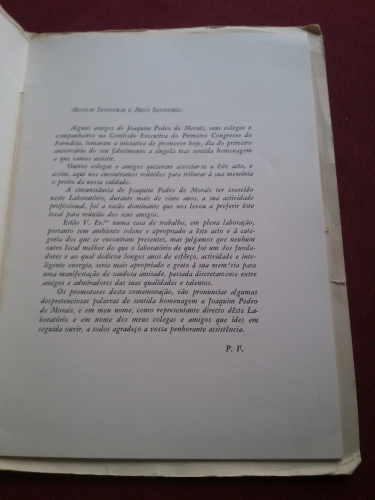 Minhas Senhoras e Meus Senhores:
Alguns amigos de Joaquim Pedro de Morais, seus colegas e
companheiros na Comissão Executiva do Primeiro Congresso de
Farmácia, tomaram a iniciativa de promover hoje, dia do primeiro
aniversário do seu falecimento a singela mas sentida homenagem
a que vamos assistir.
Outros colegas e amigos quizeram associar-se a êste acto, e
assim, aqui nos encontramos reünidos para tributar à sua memória
o preito da nossa saüdade.
A circunstância de Joaquim Pedro de Morais ter exercido
neste Laboratório, durante mais de vinte anos, a sua actividade
profissional, foi a razão dominante que nos levou a preferir êste
local para reünião dos seus amigos.
Estão V. Ex.as numa casa de trabalho, em plena laboração,
portanto sem ambiente solene e apropsado a êste acto e à cate-
goria dos que se encontram presentes, mas julgamos que nenhum
outro local melhor do que o laboratório de que foi um dos funda-
dores e ao qual dedicou longos anos de esfôrço, actividade e inte-
ligente energia, seria mais apropriado e grato à sua memória para
uma manifestação de saudosa amisade, passada discretamente entre
amigos e admiradores das suas qualidades e talentos.
Os promotores desta comemoração, vão pronunciar algumas
despretenciosas palavras de sentida homenagem a Joaquim Pedro
de Morais, e em meu nome, como representante directo dêste La-
boratório e em nome dos meus colegas e amigos que ides em
seguida ouvir, a todos agradeço a vossa penhorante assistência.
P. P.